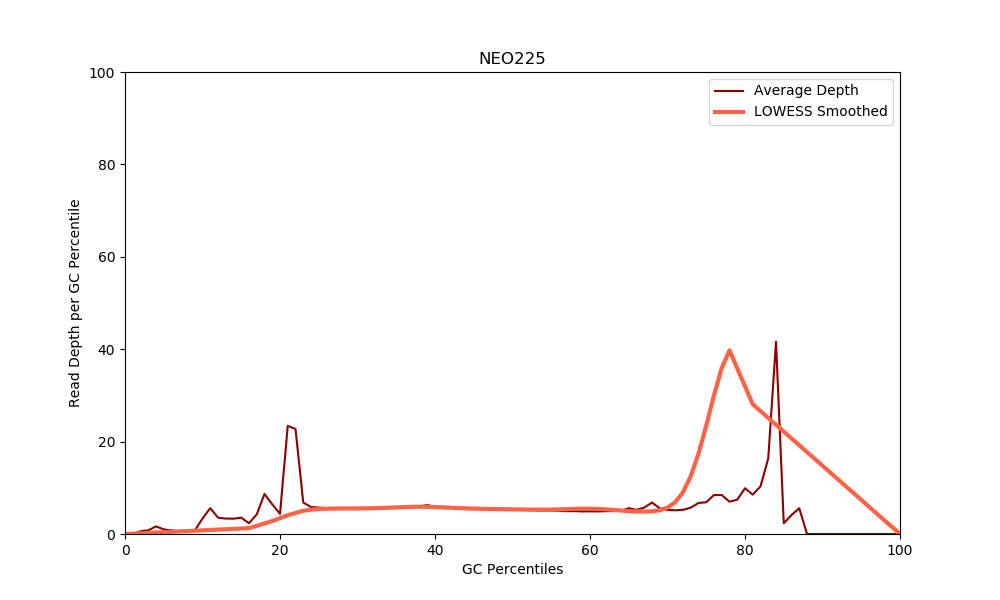 NEO225
Average Depth
LOWESS Smoothed
Read Depth per GC Percentile
100
80
60
40
20
0
0 20 40 60 80 100
GC Percentiles